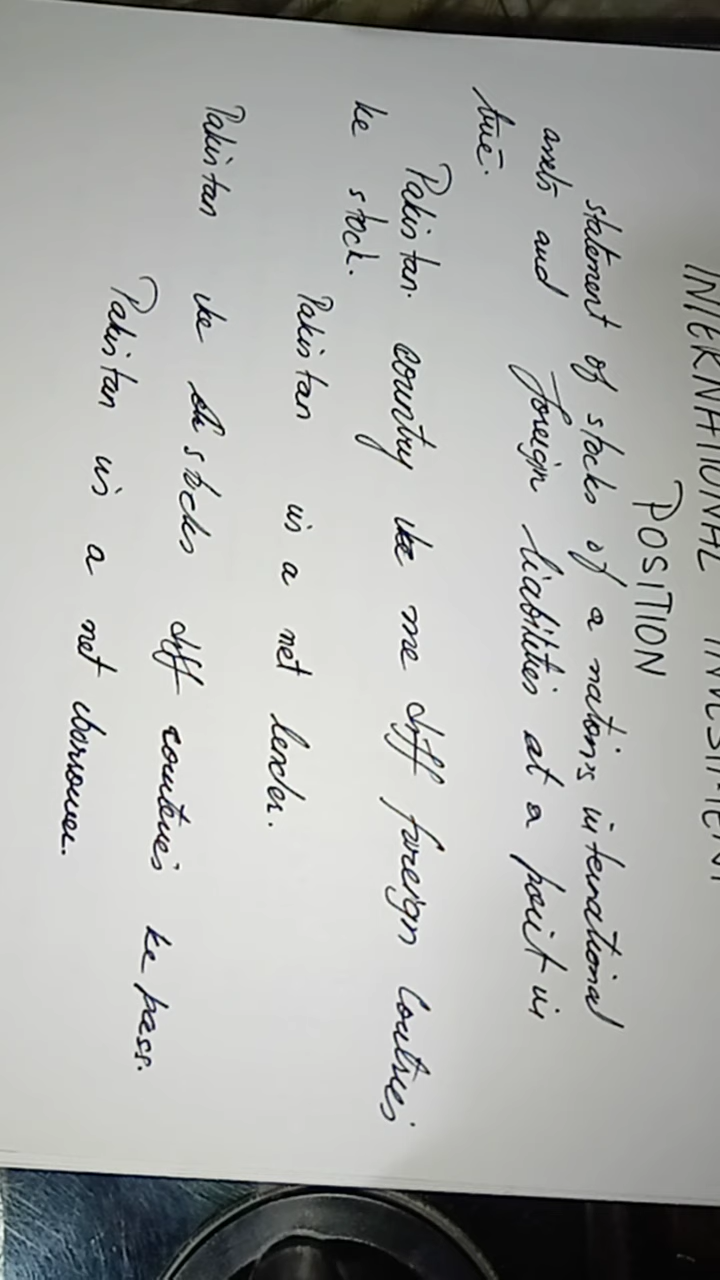 INTERNATIONAL INVESTMENT
POSITION
statement of stocks of a nation's international
assets and foreign liabilities at a point in
time.
Pakistan. country ke me diff foreign coutries
ke stock.
Pakistan is a net lender.
Pakistan ke stocks diff coutries ke pass.
Pakistan is a net borrower.